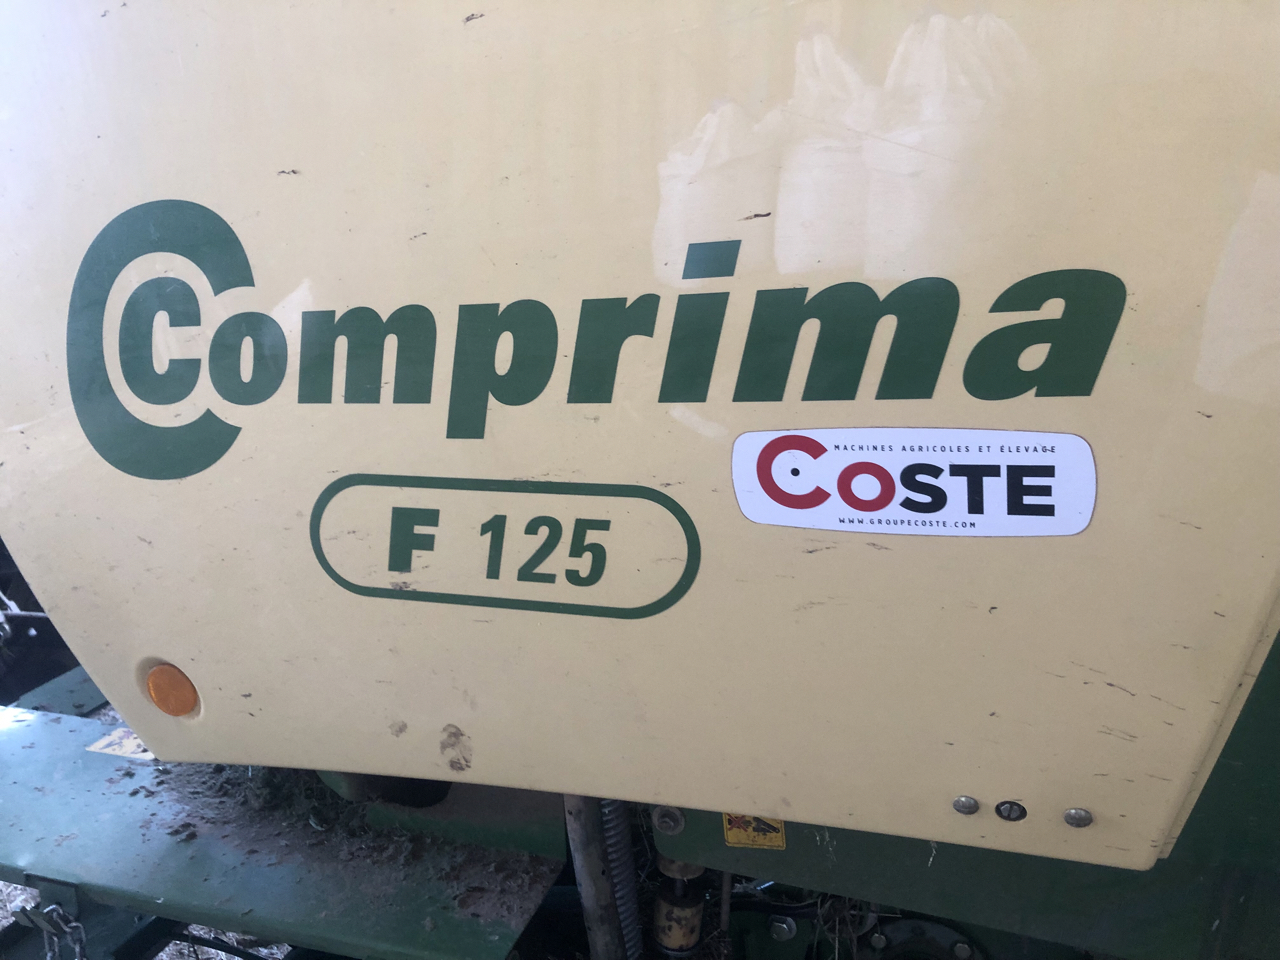 Comprima
F 125
MACHINES AGRICOLES ET ÉLEVAGE
COSTE
WWW.GROUPECOSTE.COM